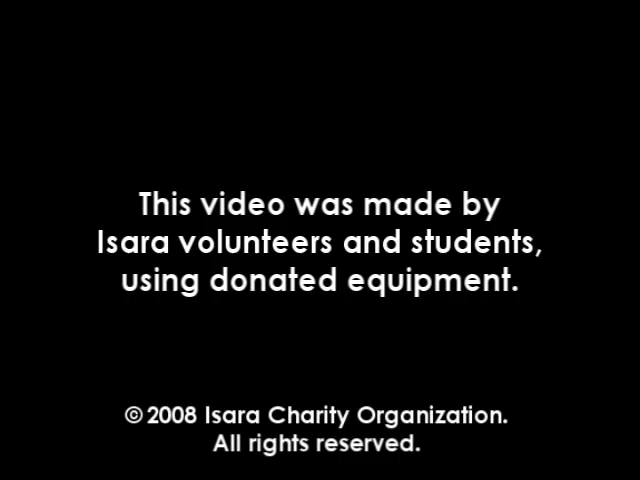 This video was made by
Isara volunteers and students,
using donated equipment.
©2008 Isara Charity Organization.
All rights reserved.